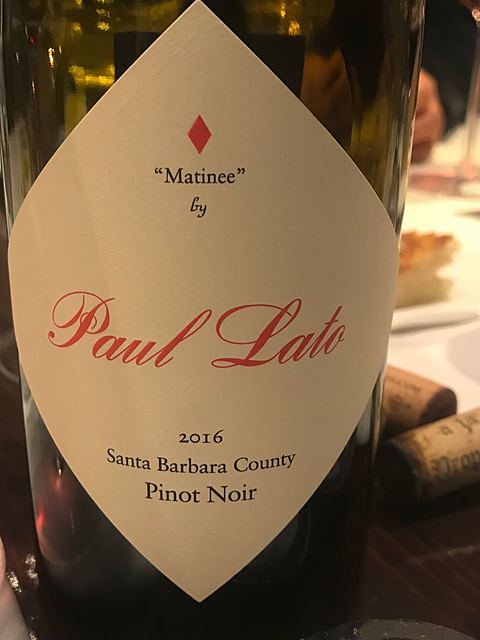 “Matinee”
by
Paul Lato
2016
Santa Barbara County
Pinot Noir